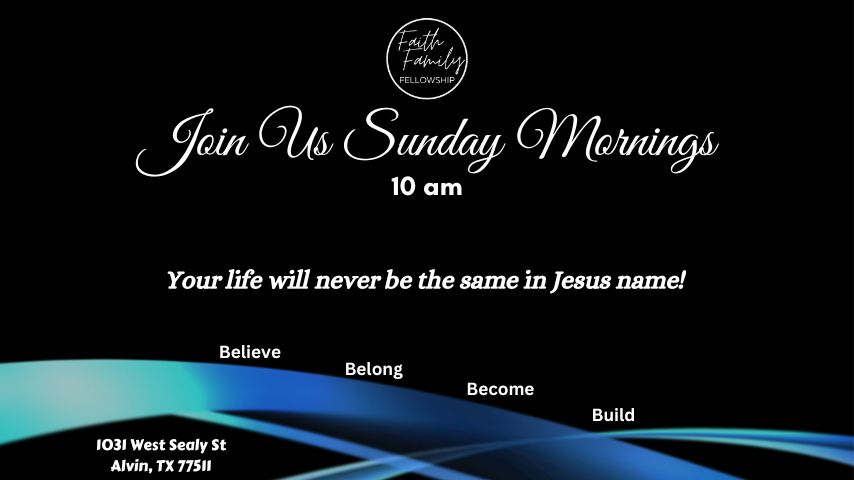 Faith
Family
FELLOWSHIP
Join Us Sunday Mornings
10 am
Your life will never be the same in Jesus name!
Believe
Belong
Become
Build
1031 West Sealy St
Alvin, TX 77511